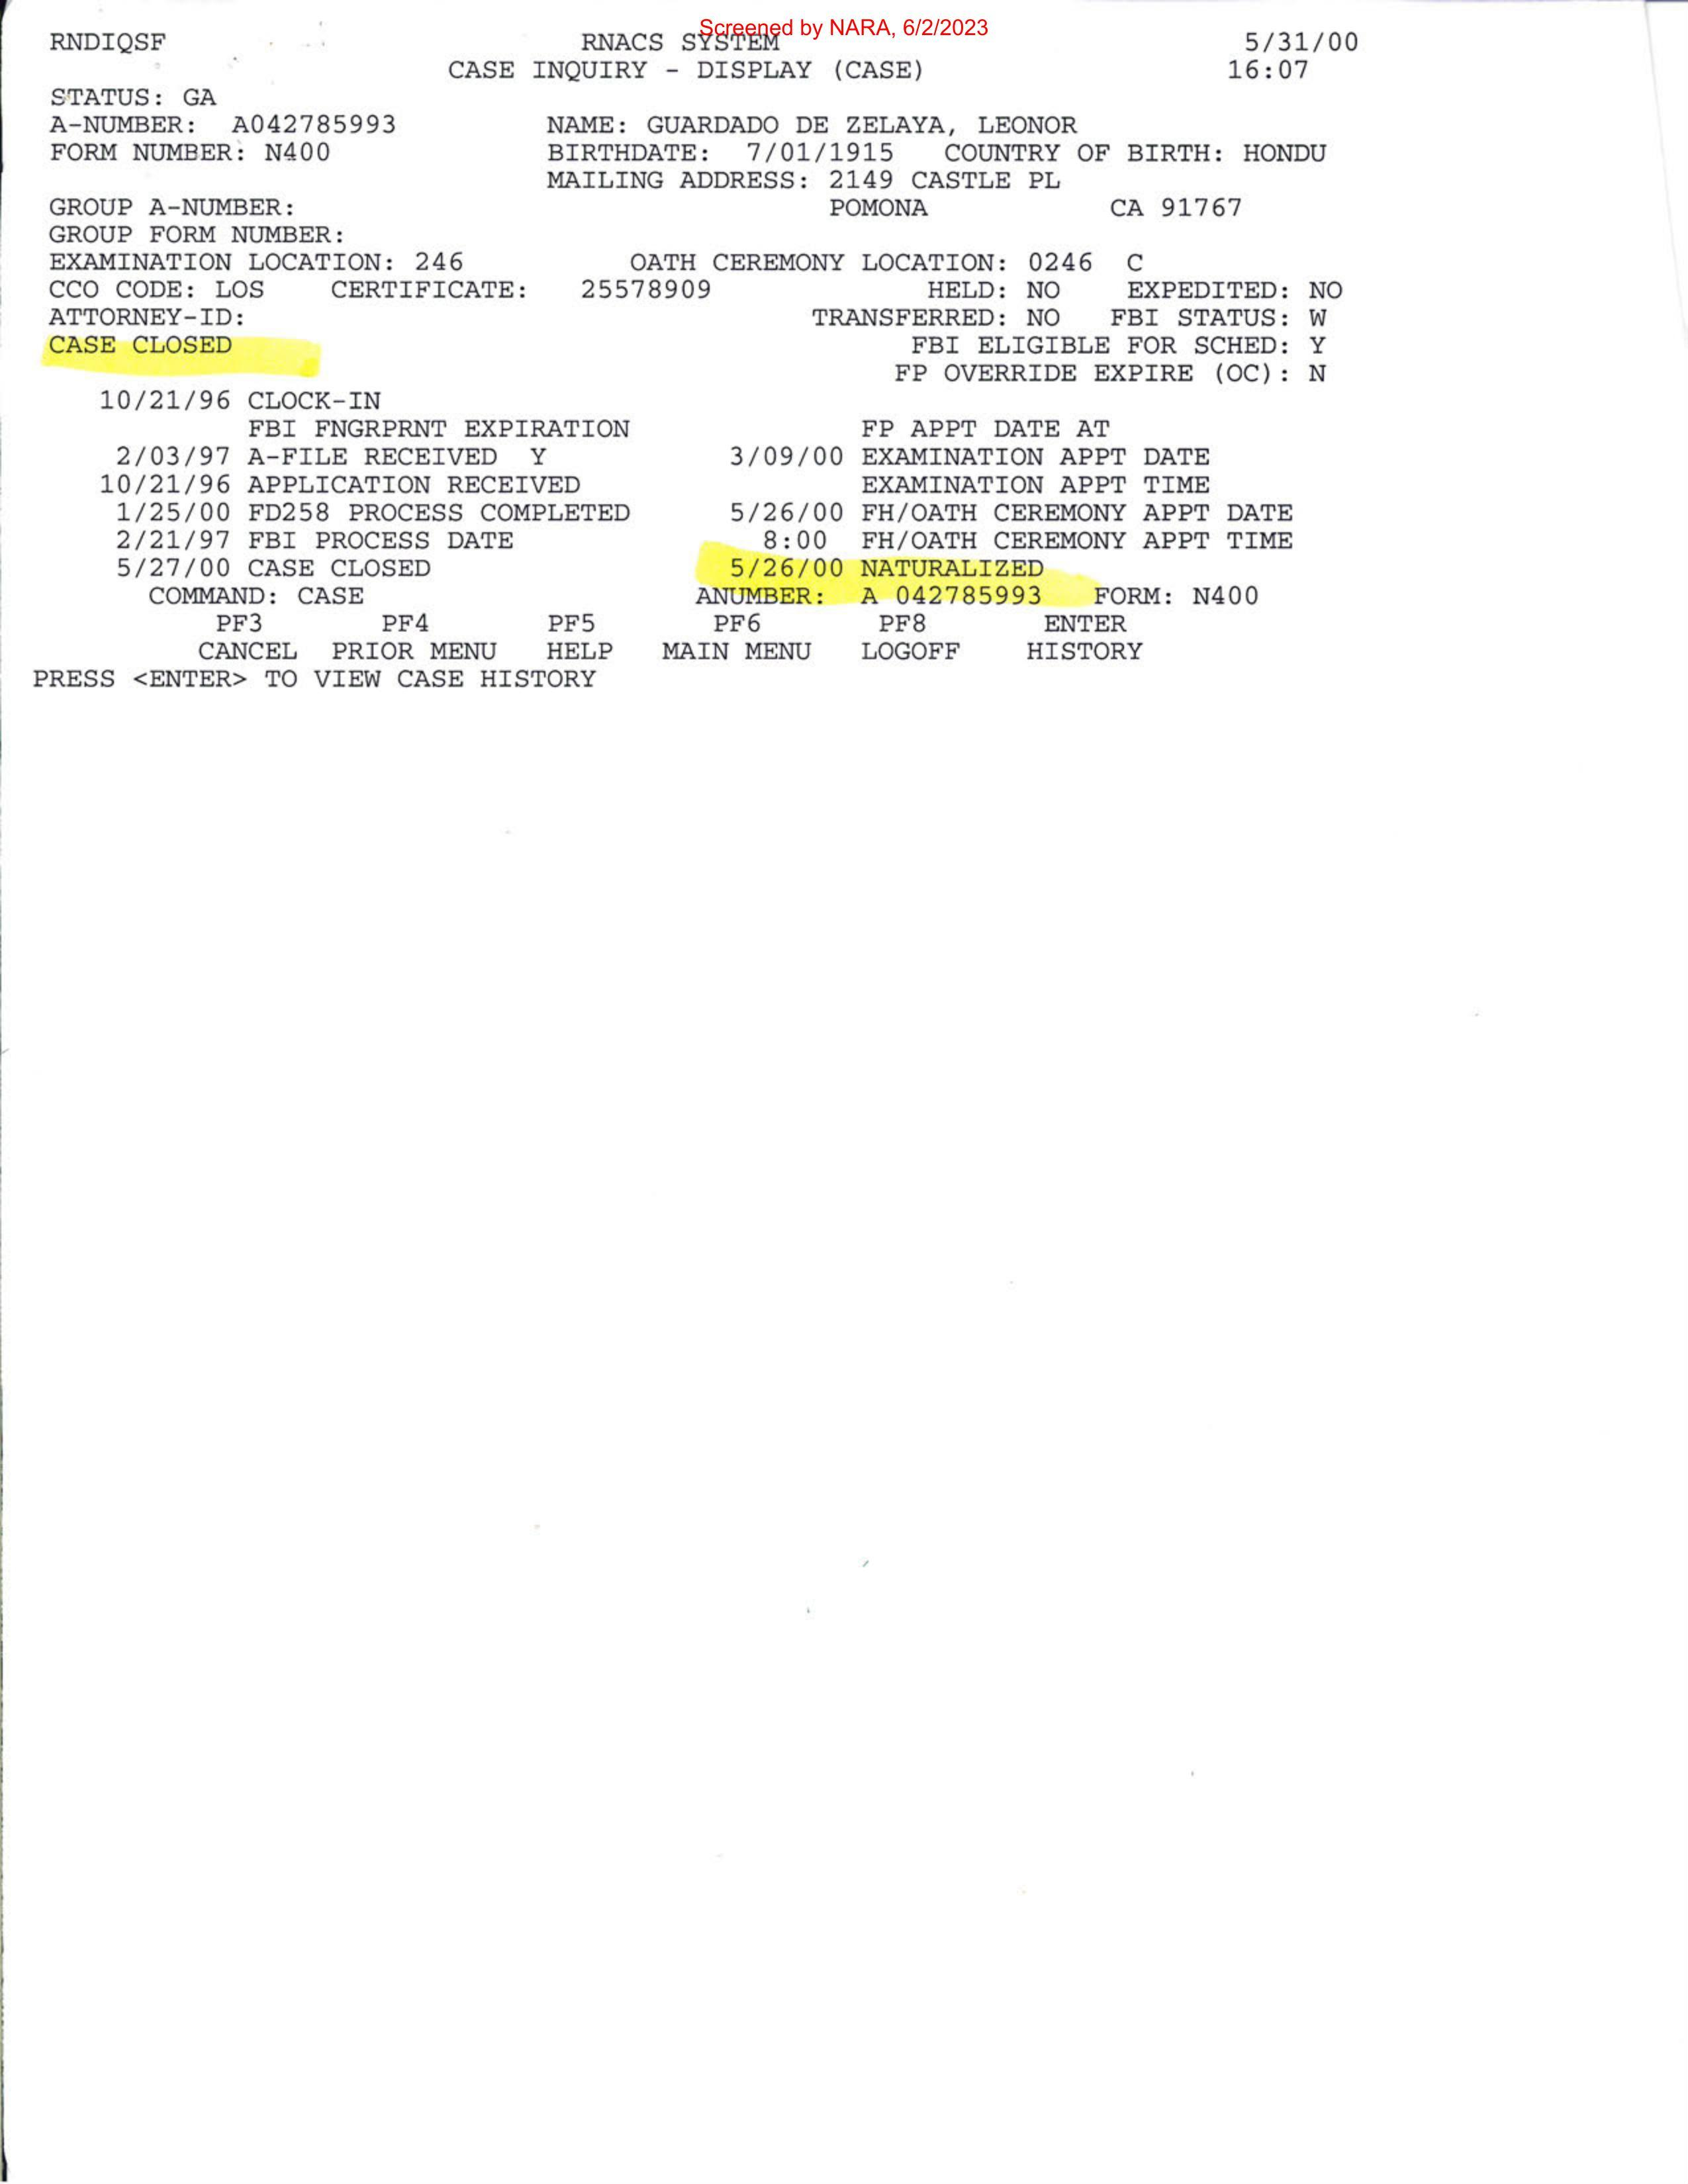 Screened by NARA, 6/2/2023
RNDIQSF RNACS SYSTEM 5/31/00
CASE INQUIRY - DISPLAY (CASE) 16:07
STATUS: GA
A-NUMBER: A042785993 NAME: GUARDADO DE ZELAYA, LEONOR
FORM NUMBER: N400 BIRTHDATE: 7/01/1915 COUNTRY OF BIRTH: HONDU
MAILING ADDRESS: 2149 CASTLE PL
GROUP A-NUMBER: POMONA CA 91767
GROUP FORM NUMBER:
EXAMINATION LOCATION: 246 OATH CEREMONY LOCATION: 0246 C
CCO CODE: LOS CERTIFICATE: 25578909 HELD: NO EXPEDITED: NO
ATTORNEY-ID: TRANSFERRED: NO FBI STATUS: W
CASE CLOSED FBI ELIGIBLE FOR SCHED: Y
FP OVERRIDE EXPIRE (OC): N
10/21/96 CLOCK-IN
FBI FNGRPRNT EXPIRATION FP APPT DATE AT
2/03/97 A-FILE RECEIVED Y 3/09/00 EXAMINATION APPT DATE
10/21/96 APPLICATION RECEIVED EXAMINATION APPT TIME
1/25/00 FD258 PROCESS COMPLETED 5/26/00 FH/OATH CEREMONY APPT DATE
2/21/97 FBI PROCESS DATE 8:00 FH/OATH CEREMONY APPT TIME
5/27/00 CASE CLOSED 5/26/00 NATURALIZED
COMMAND: CASE ANUMBER: A 042785993 FORM: N400
PF3 PF4 PF5 PF6 PF8 ENTER
CANCEL PRIOR MENU HELP MAIN MENU LOGOFF HISTORY
PRESS <ENTER> TO VIEW CASE HISTORY